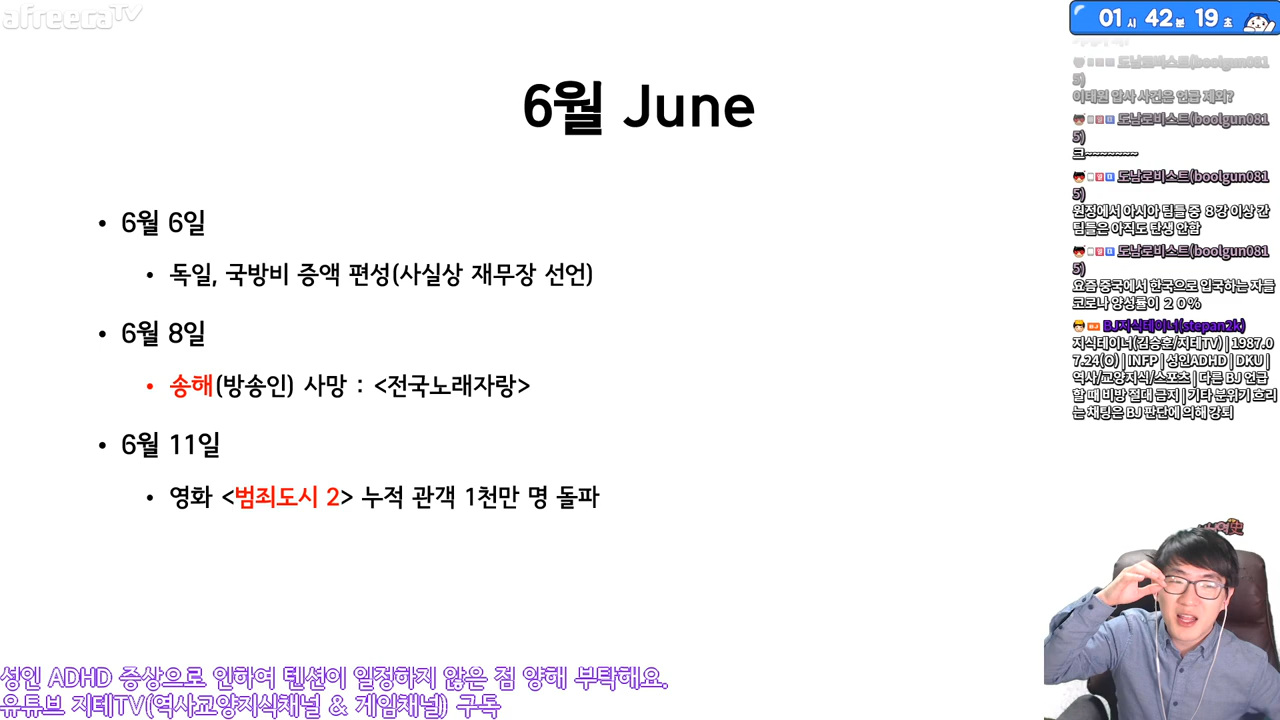 afreecaTV
01시 42분 19초
6월 June
• 6월 6일
• 독일, 국방비 증액 편성(사실상 재무장 선언)
• 6월 8일
• 송해(방송인) 사망 : <전국노래자랑>
• 6월 11일
• 영화 <범죄도시 2> 누적 관객 1천만 명 돌파
도남로비스트(boolgun081
5)
이태원 압사 사건은 언급 제외?
도남로비스트(boolgun081
5)
크~~~~~~~
도남로비스트(boolgun081
5)
원정에서 아시아 팀들 중 8강 이상 간
팀들은 아직도 탄생 안함
도남로비스트(boolgun081
5)
요즘 중국에서 한국으로 입국하는 자들
코로나 양성률이 20%
BJ지식테이너(stepan2k)
지식테이너(김승훈/지테TV) | 1987.0
7.24(O) | INFP | 성인ADHD | DKU |
역사/교양지식/스포츠 | 다른 BJ 언급
할 때 비방 절대 금지 | 기타 분위기 흐리
는 채팅은 BJ 판단에 의해 강퇴
성인 ADHD 증상으로 인하여 텐션이 일정하지 않은 점 양해 부탁해요.
유튜브 지테TV(역사교양지식채널 & 게임채널) 구독